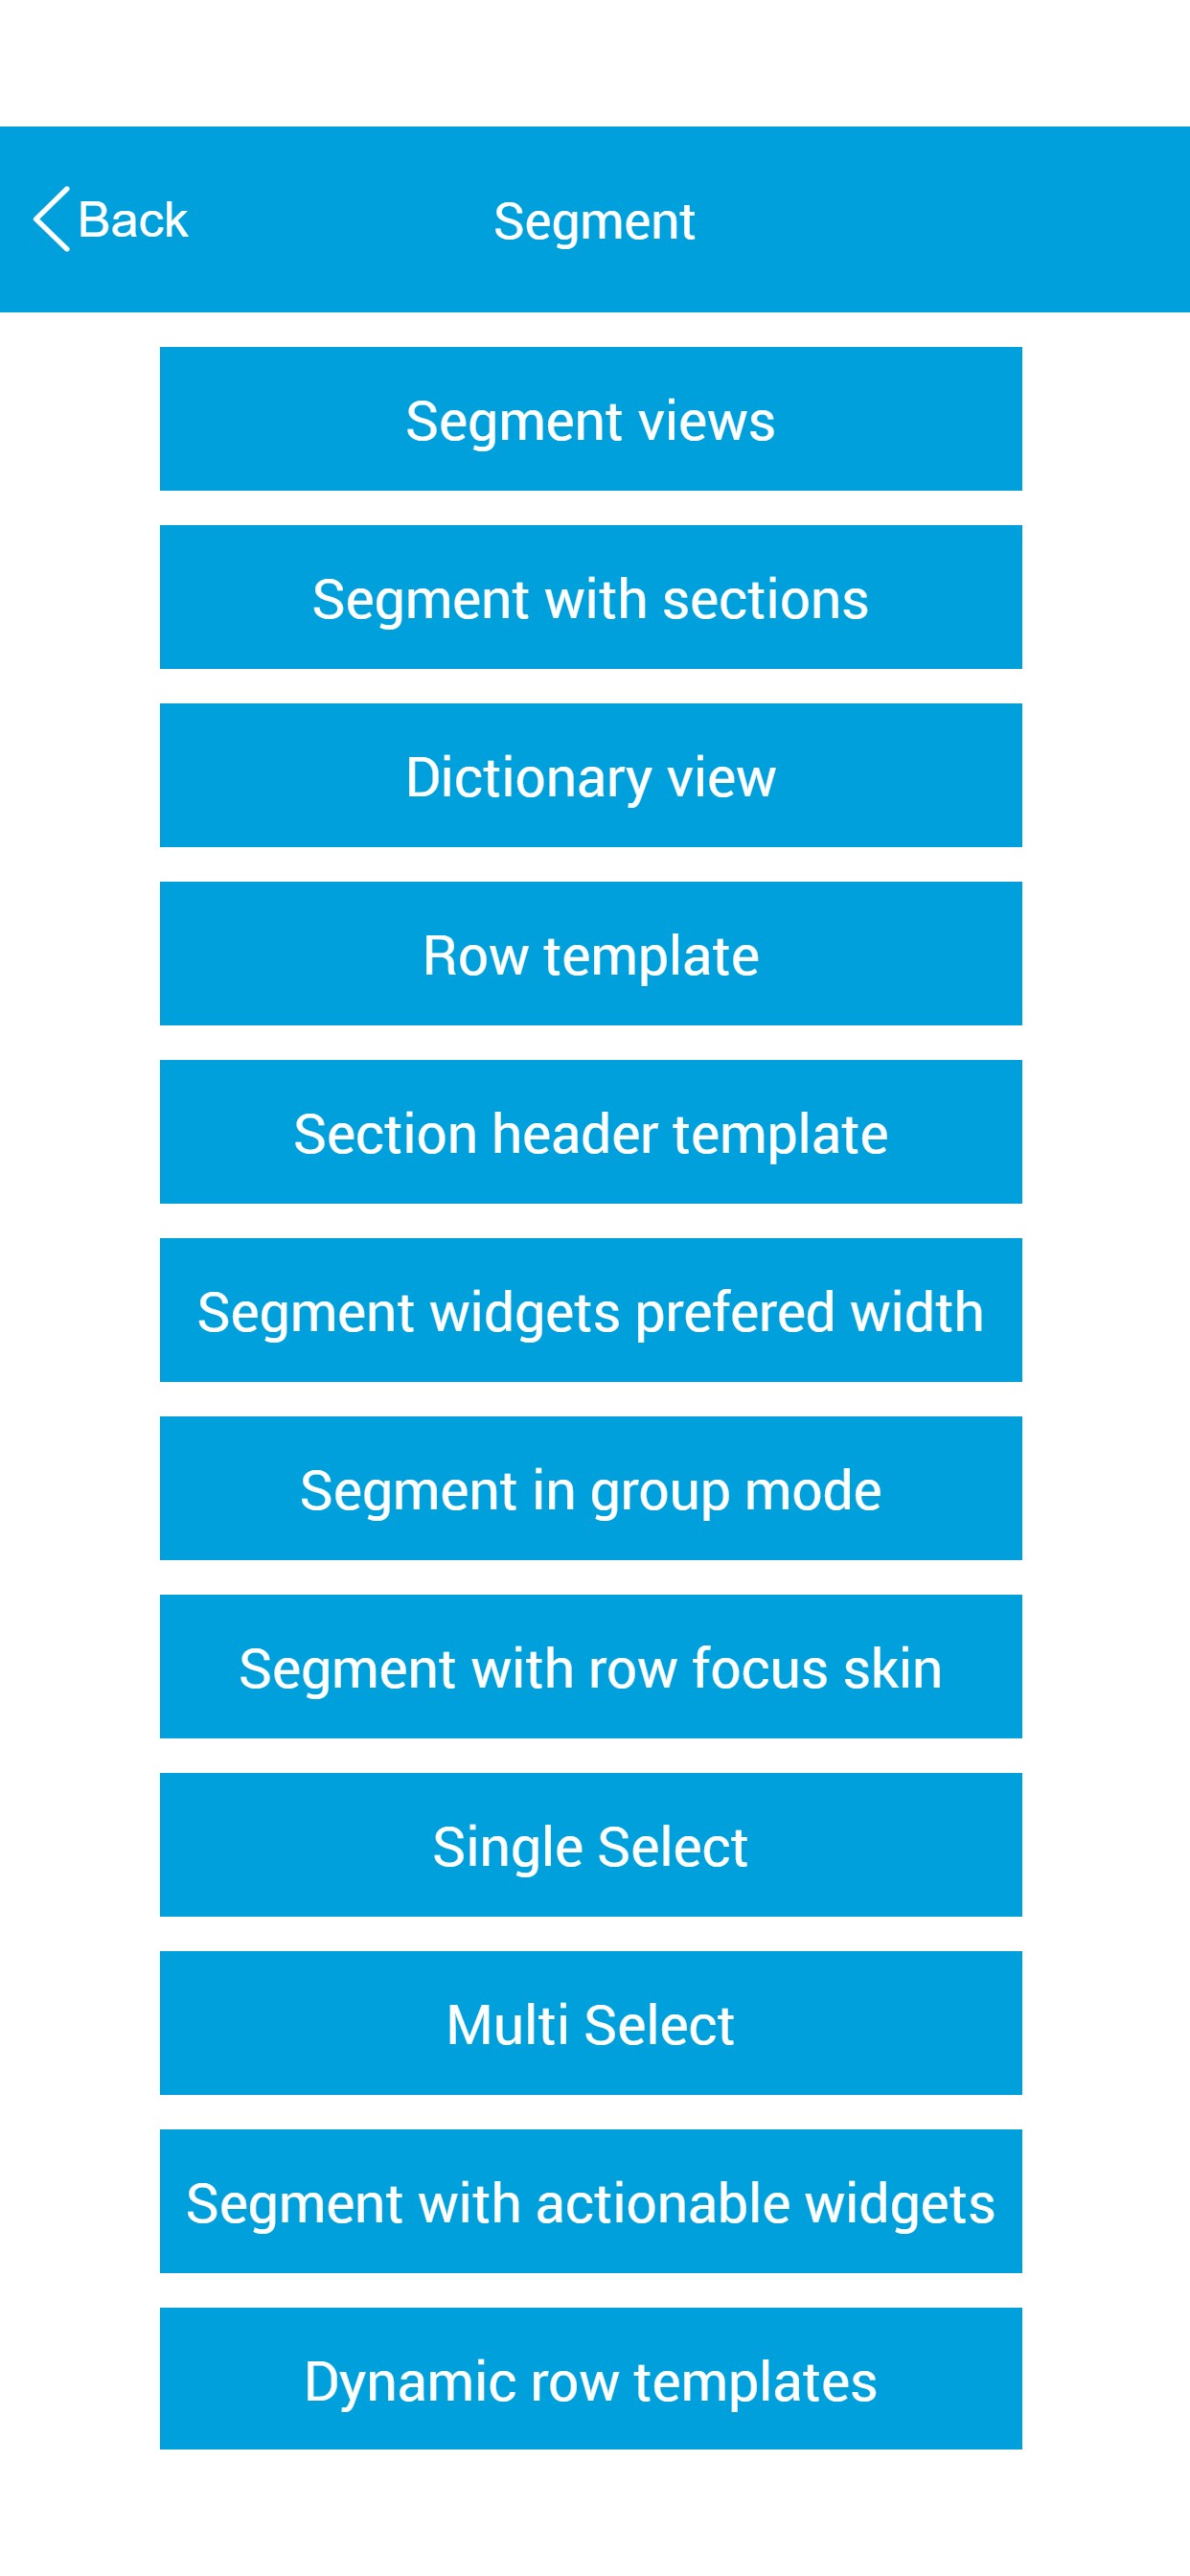 Back
Segment
Segment views
Segment with sections
Dictionary view
Row template
Section header template
Segment widgets prefered width
Segment in group mode
Segment with row focus skin
Single Select
Multi Select
Segment with actionable widgets
Dynamic row templates